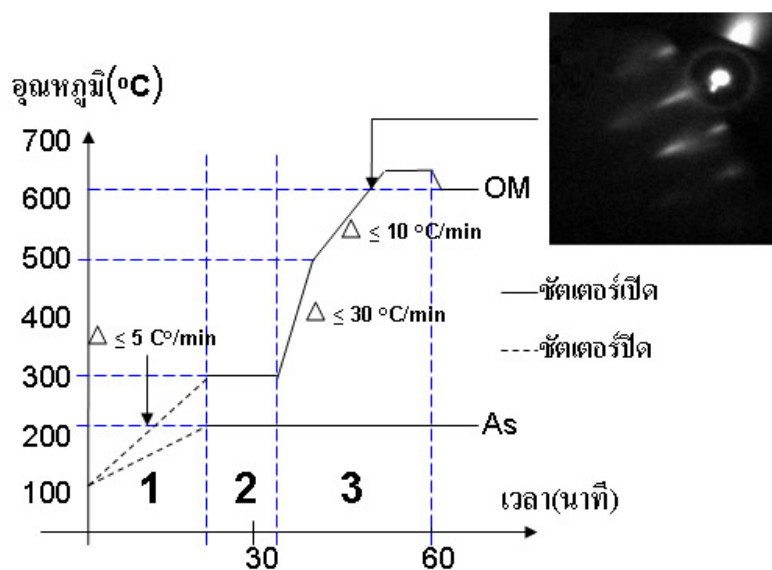 อุณหภูมิ(°C)
700
600
500
400
300
200
100
OM
△ ≤ 10 °C/min
△ ≤ 30 °C/min
△ ≤ 5 C°/min
ชัตเตอร์เปิด
ชัตเตอร์ปิด
As
1 2 3
เวลา(นาที)
30 60